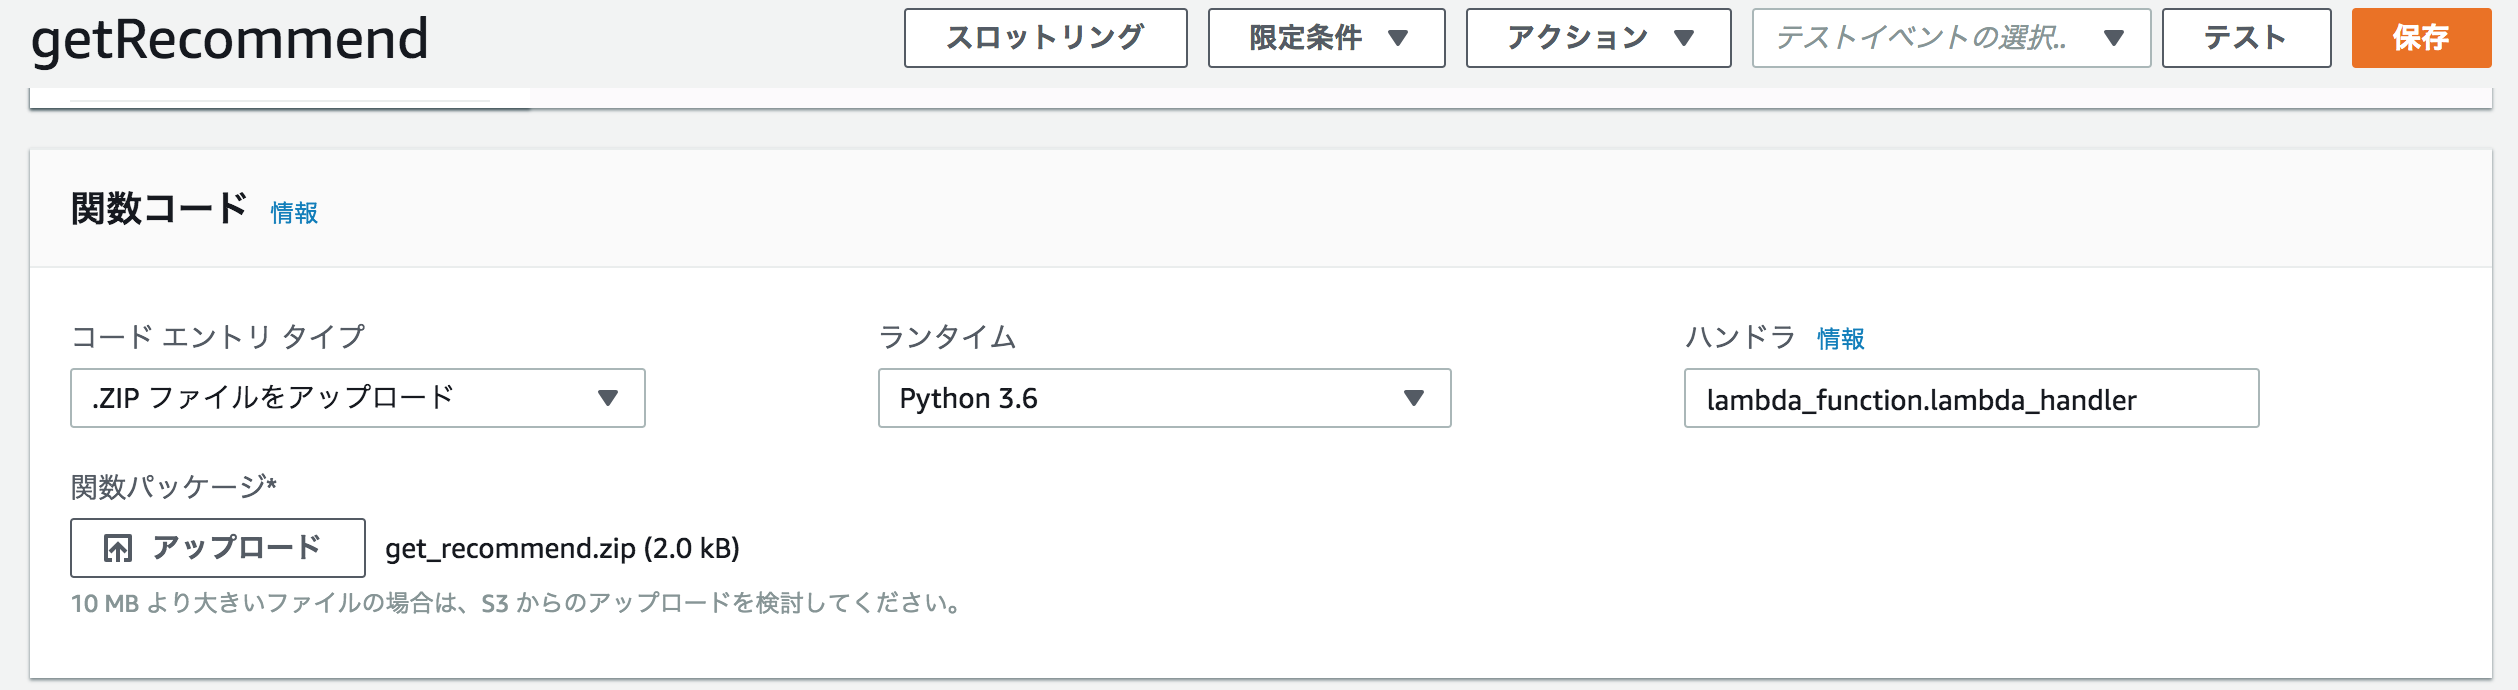 getRecommend スロットリング 限定条件 アクション テストイベントの選択.. テスト 保存
関数コード 情報
コード エントリ タイプ ランタイム ハンドラ 情報
.ZIP ファイルをアップロード Python 3.6 lambda_function.lambda_handler
関数パッケージ*
アップロード get_recommend.zip (2.0 kB)
10 MB より大きいファイルの場合は、S3 からのアップロードを検討してください。